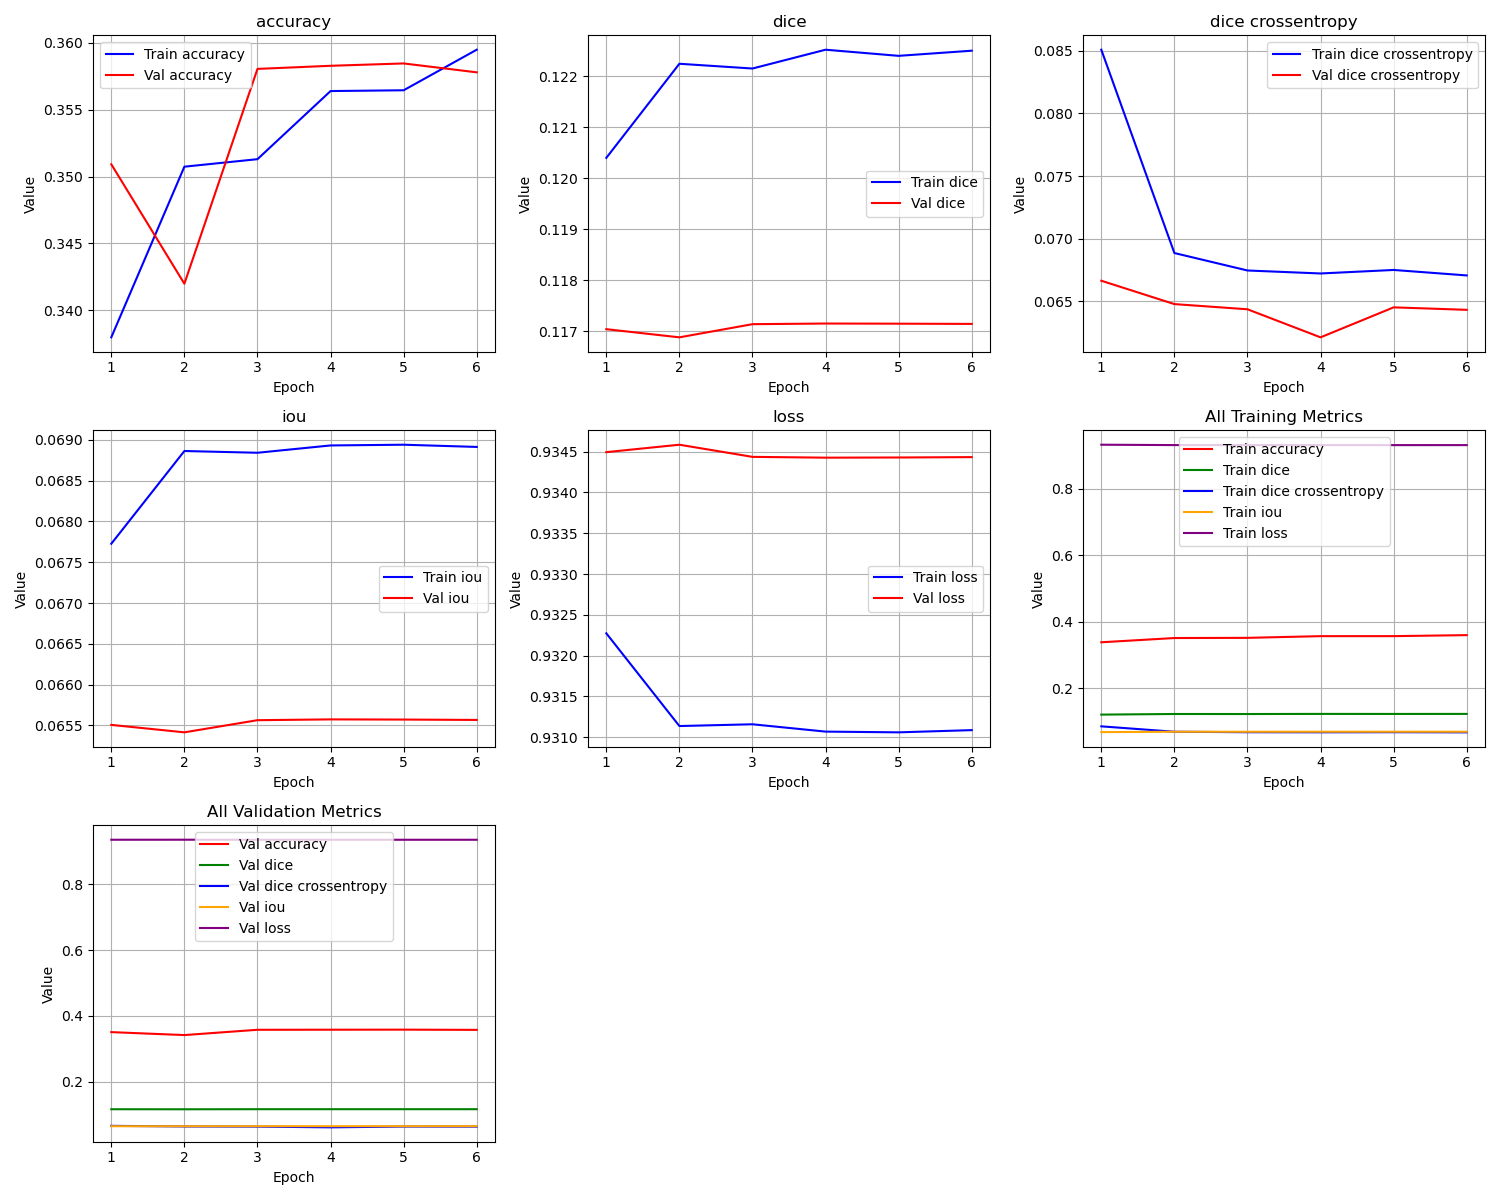 accuracy
0.360
0.355
0.350
0.345
0.340
Value
Train accuracy
Val accuracy
1 2 3 4 5 6
Epoch
dice
0.122
0.121
0.120
0.119
0.118
0.117
Value
Train dice
Val dice
1 2 3 4 5 6
Epoch
dice crossentropy
0.085
0.080
0.075
0.070
0.065
Value
Train dice crossentropy
Val dice crossentropy
1 2 3 4 5 6
Epoch
iou
0.0690
0.0685
0.0680
0.0675
0.0670
0.0665
0.0660
0.0655
Value
Train iou
Val iou
1 2 3 4 5 6
Epoch
loss
0.9345
0.9340
0.9335
0.9330
0.9325
0.9320
0.9315
0.9310
Value
Train loss
Val loss
1 2 3 4 5 6
Epoch
All Training Metrics
0.8
0.6
0.4
0.2
Value
Train accuracy
Train dice
Train dice crossentropy
Train iou
Train loss
1 2 3 4 5 6
Epoch
All Validation Metrics
0.8
0.6
0.4
0.2
Value
Val accuracy
Val dice
Val dice crossentropy
Val iou
Val loss
1 2 3 4 5 6
Epoch